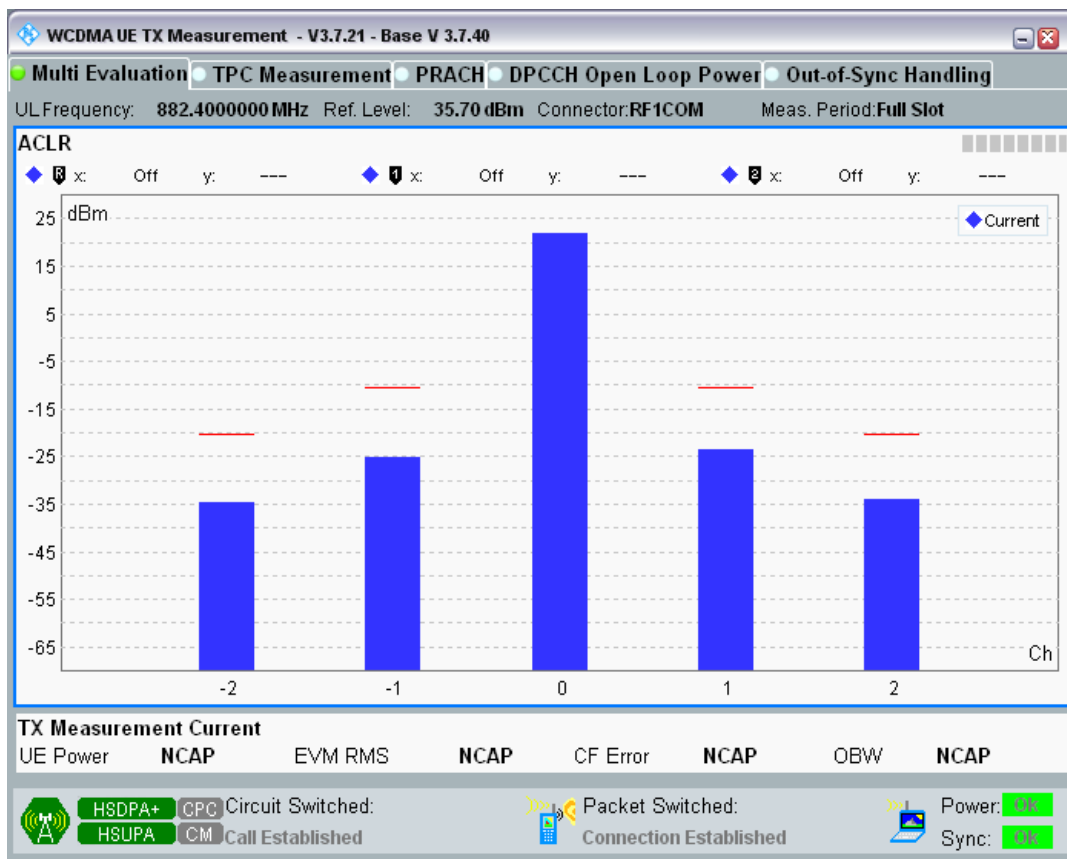 WCDMA UE TX Measurement - V3.7.21 - Base V 3.7.40
Multi Evaluation TPC Measurement PRACH DPCCH Open Loop Power Out-of-Sync Handling
UL Frequency: 882.4000000 MHz Ref. Level: 35.70 dBm Connector:RF1COM Meas. Period:Full Slot
ACLR
R x: Off y: --- 1 x: Off y: --- 2 x: Off y: ---
dBm
Current
25
15
5
-5
-15
-25
-35
-45
-55
-65
Ch
-2 -1 0 1 2
TX Measurement Current
UE Power NCAP EVM RMS NCAP CF Error NCAP OBW NCAP
HSDPA+ CPC Circuit Switched: Packet Switched: Power: OK
HSUPA CM Call Established Connection Established Sync: OK